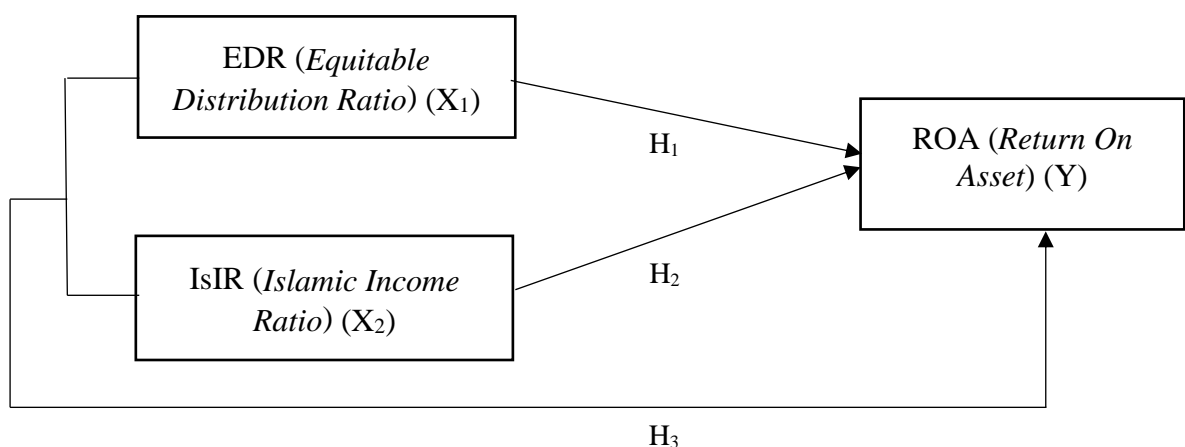 EDR (Equitable
Distribution Ratio) (X₁)
H₁
ROA (Return On
Asset) (Y)
IsIR (Islamic Income
Ratio) (X₂)
H₂
H₃